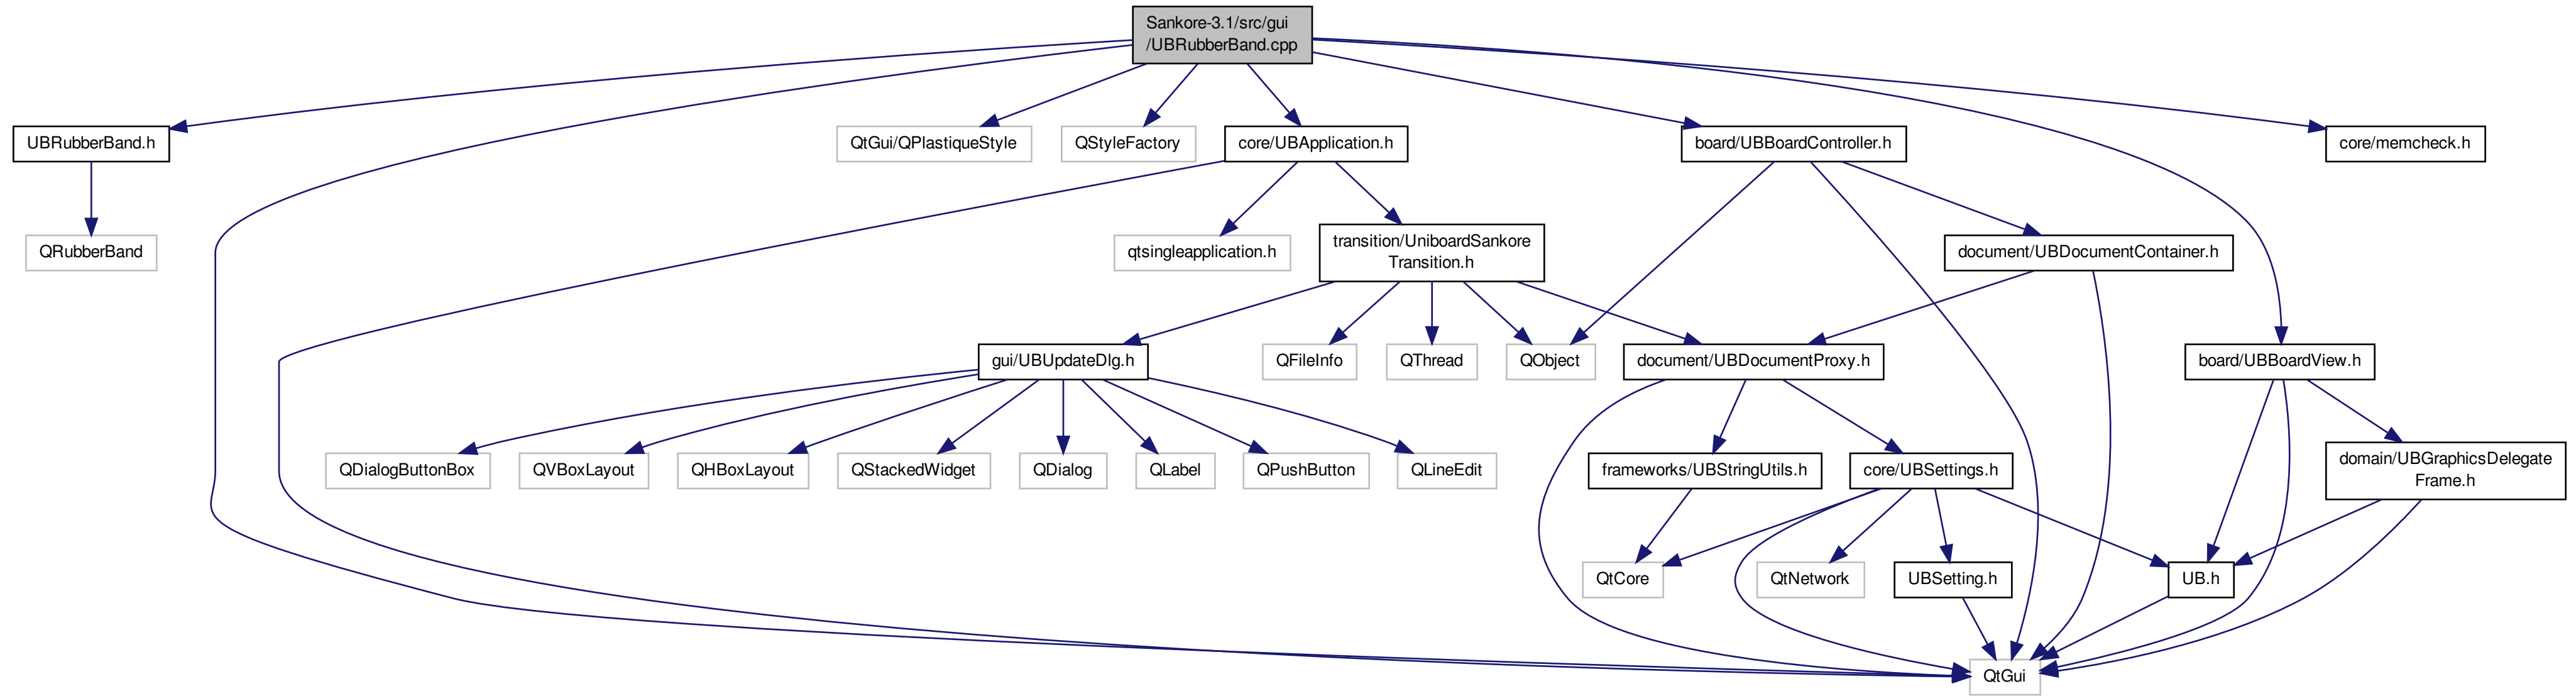 Sankore-3.1/src/gui
/UBRubberBand.cpp
UBRubberBand.h
QtGui/QPlastiqueStyle
QStyleFactory
core/UBApplication.h
board/UBBoardController.h
core/memcheck.h
QRubberBand
qtsingleapplication.h
transition/UniboardSankore
Transition.h
document/UBDocumentContainer.h
gui/UBUpdateDlg.h
QFileInfo
QThread
QObject
document/UBDocumentProxy.h
board/UBBoardView.h
QDialogButtonBox
QVBoxLayout
QHBoxLayout
QStackedWidget
QDialog
QLabel
QPushButton
QLineEdit
frameworks/UBStringUtils.h
core/UBSettings.h
domain/UBGraphicsDelegate
Frame.h
QtCore
QtNetwork
UBSetting.h
UB.h
QtGui